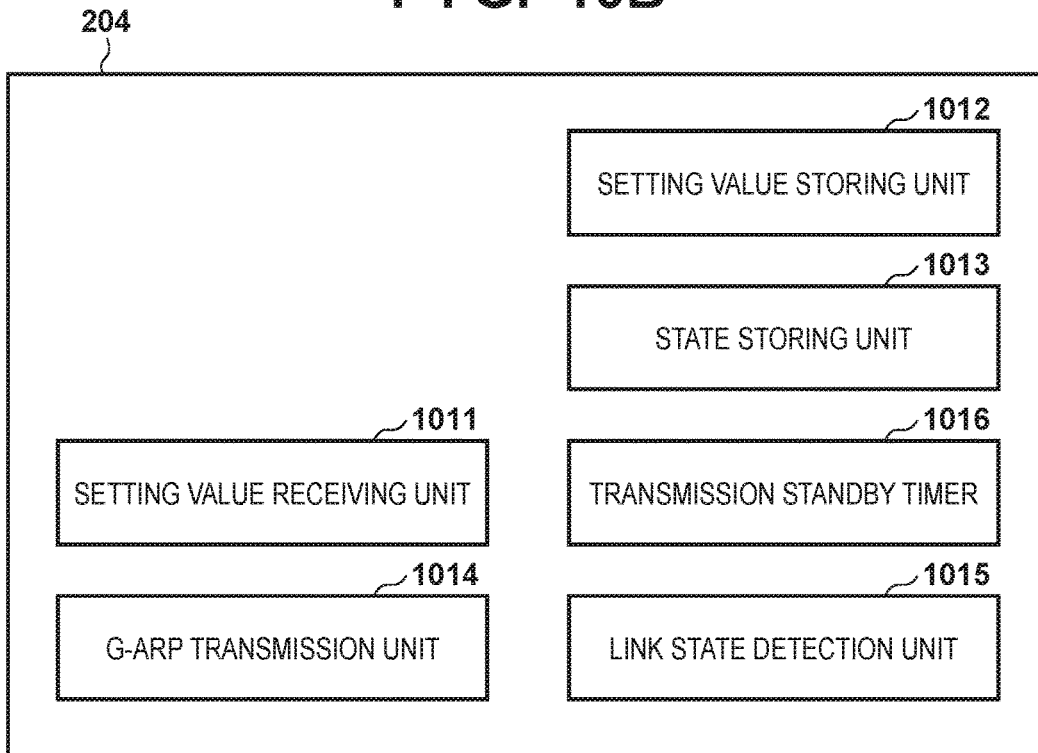 204
1012
SETTING VALUE STORING UNIT
1013
STATE STORING UNIT
1011
1016
SETTING VALUE RECEIVING UNIT
TRANSMISSION STANDBY TIMER
1014
1015
G-ARP TRANSMISSION UNIT
LINK STATE DETECTION UNIT